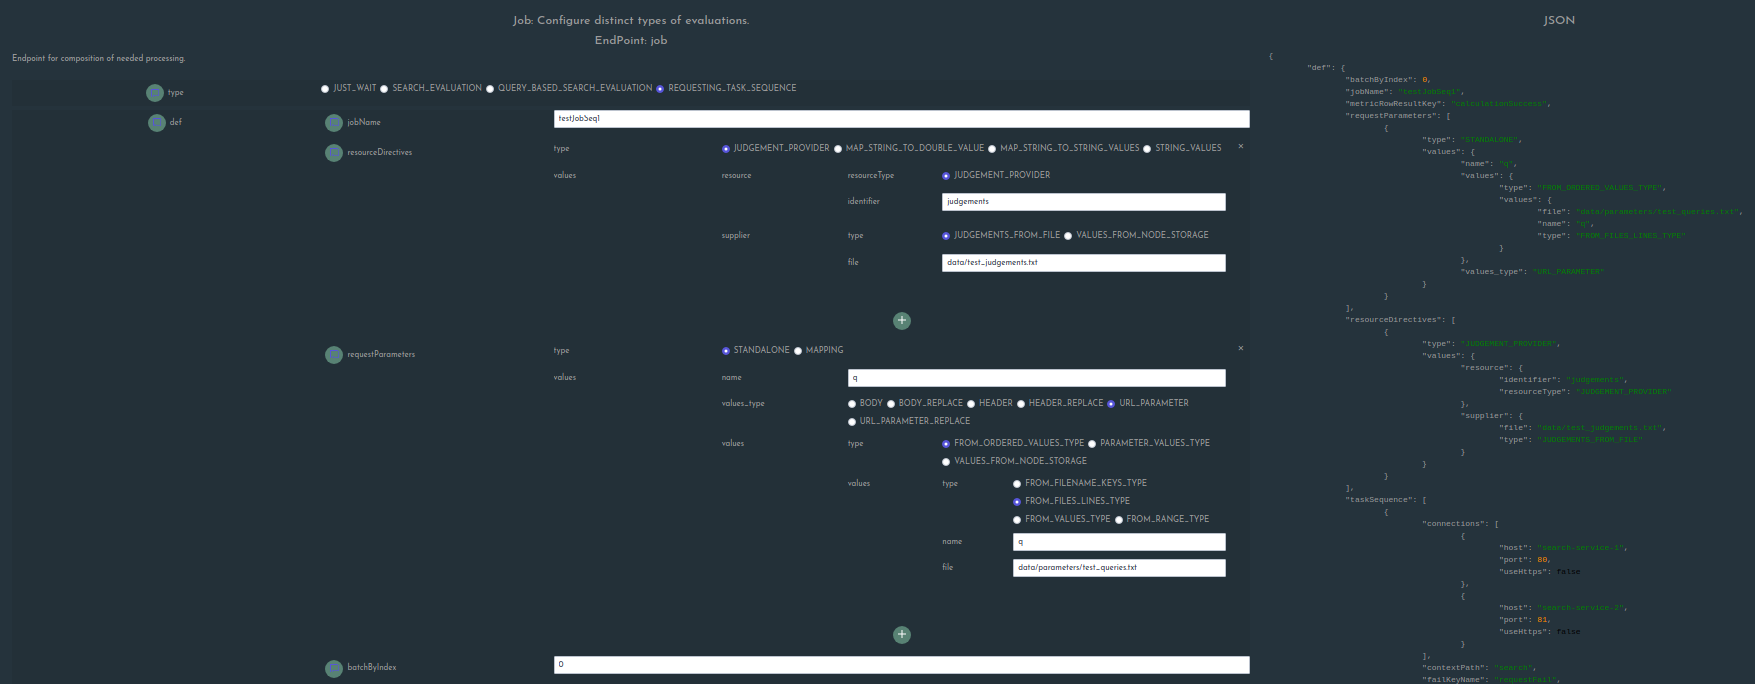 Job: Configure distinct types of evaluations.
EndPoint: job
Endpoint for composition of needed processing.
type JUST_WAIT SEARCH_EVALUATION QUERY_BASED_SEARCH_EVALUATION REQUESTING_TASK_SEQUENCE
def jobName testJobSeq1
resourceDirectives type JUDGEMENT_PROVIDER MAP_STRING_TO_DOUBLE_VALUE MAP_STRING_TO_STRING_VALUES STRING_VALUES ×
values resource resourceType JUDGEMENT_PROVIDER
identifier judgements
supplier type JUDGEMENTS_FROM_FILE VALUES_FROM_NODE_STORAGE
file data/test_judgements.txt
+
requestParameters type STANDALONE MAPPING ×
values name q
values_type BODY BODY_REPLACE HEADER HEADER_REPLACE URL_PARAMETER
URL_PARAMETER_REPLACE
values type FROM_ORDERED_VALUES_TYPE PARAMETER_VALUES_TYPE
VALUES_FROM_NODE_STORAGE
values type FROM_FILENAME_KEYS_TYPE
FROM_FILES_LINES_TYPE
FROM_VALUES_TYPE FROM_RANGE_TYPE
name q
file data/parameters/test_queries.txt
+
batchByIndex 0
JSON
{
"def": {
"batchByIndex": 0,
"jobName": "testJobSeq1",
"metricRowResultKey": "calculationSuccess",
"requestParameters": [
{
"type": "STANDALONE",
"values": {
"name": "q",
"values": {
"type": "FROM_ORDERED_VALUES_TYPE",
"values": {
"file": "data/parameters/test_queries.txt",
"name": "q",
"type": "FROM_FILES_LINES_TYPE"
}
},
"values_type": "URL_PARAMETER"
}
}
],
"resourceDirectives": [
{
"type": "JUDGEMENT_PROVIDER",
"values": {
"resource": {
"identifier": "judgements",
"resourceType": "JUDGEMENT_PROVIDER"
},
"supplier": {
"file": "data/test_judgements.txt",
"type": "JUDGEMENTS_FROM_FILE"
}
}
}
],
"taskSequence": [
{
"connections": [
{
"host": "search-service-1",
"port": 80,
"useHttps": false
},
{
"host": "search-service-2",
"port": 81,
"useHttps": false
}
],
"contextPath": "search",
"failKeyName": "requestFail",